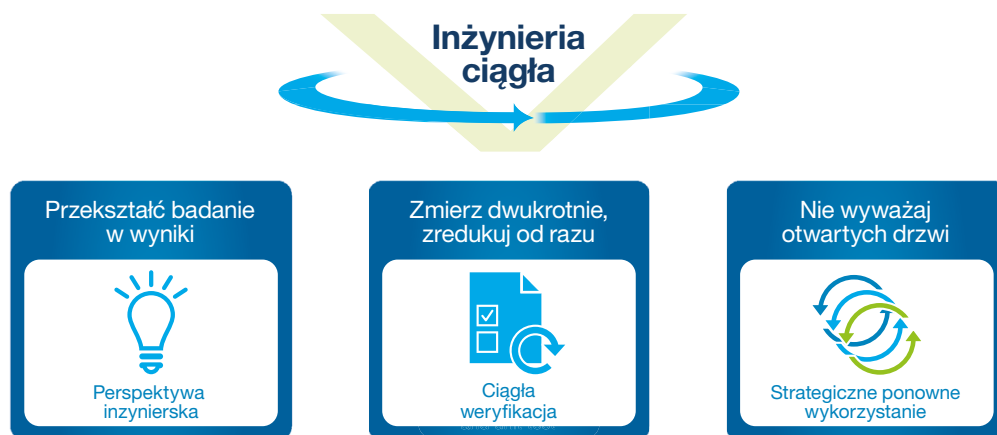 Inżynieria
ciągła
Przekształć badanie
w wyniki
Perspektywa
inzynierska
Zmierz dwukrotnie,
zredukuj od razu
Ciągła
weryfikacja
Nie wyważaj
otwartych drzwi
Strategiczne ponowne
wykorzystanie